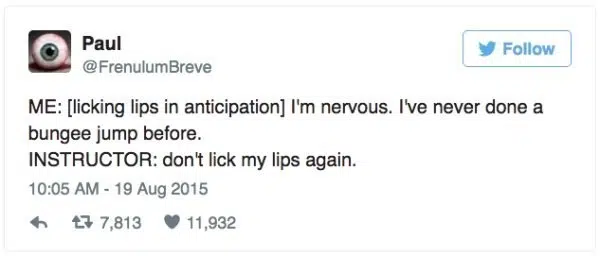 Paul
Follow
@FrenulumBreve
ME: [licking lips in anticipation] I'm nervous. I've never done a
bungee jump before.
INSTRUCTOR: don't lick my lips again.
10:05 AM - 19 Aug 2015
7,813 11,932